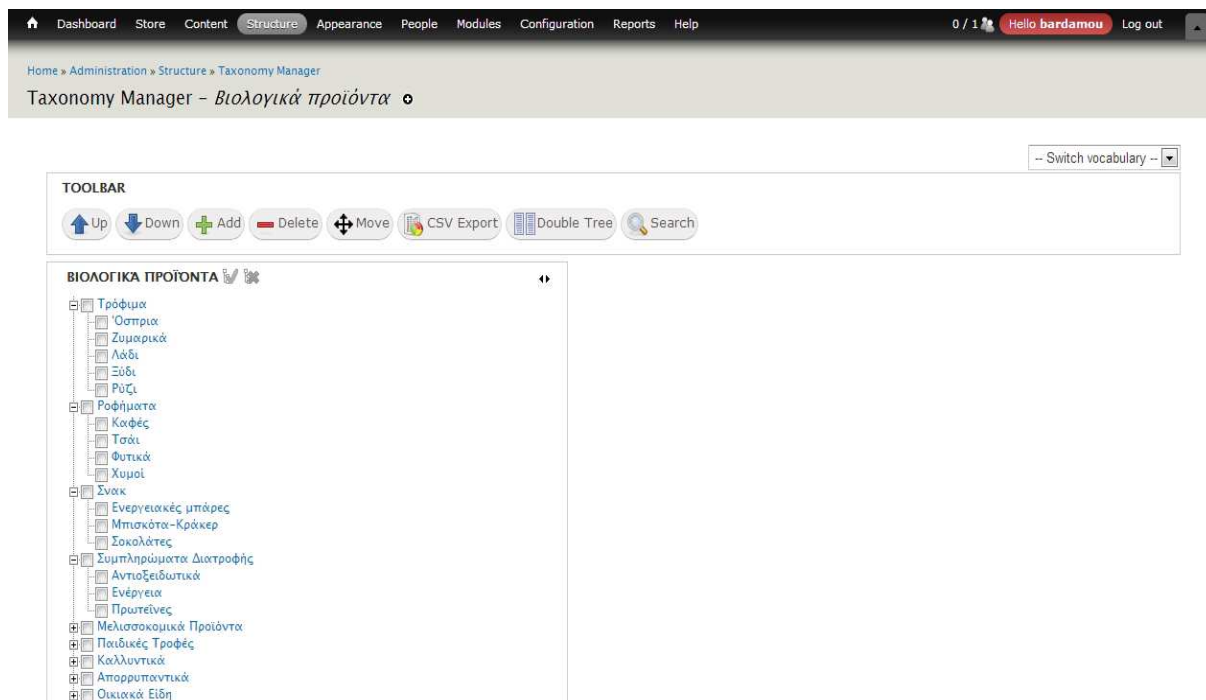 Dashboard Store Content Structure Appearance People Modules Configuration Reports Help 0 / 1 Hello bardamou Log out
Home » Administration » Structure » Taxonomy Manager
Taxonomy Manager – Βιολογικά προϊόντα
-- Switch vocabulary --
TOOLBAR
Up Down Add Delete Move CSV Export Double Tree Search
ΒΙΟΛΟΓΙΚΆ ΠΡΟΪΌΝΤΑ
Τρόφιμα
Όσπρια
Ζυμαρικά
Λάδι
Ξύδι
Ρύζι
Ροφήματα
Καφές
Τσάι
Φυτικά
Χυμοί
Σνακ
Ενεργειακές μπάρες
Μπισκότα-Κράκερ
Σοκολάτες
Συμπληρώματα Διατροφής
Αντιοξειδωτικά
Ενέργεια
Πρωτεΐνες
Μελισσοκομικά Προϊόντα
Παιδικές Τροφές
Καλλυντικά
Απορρυπαντικά
Οικιακά Είδη